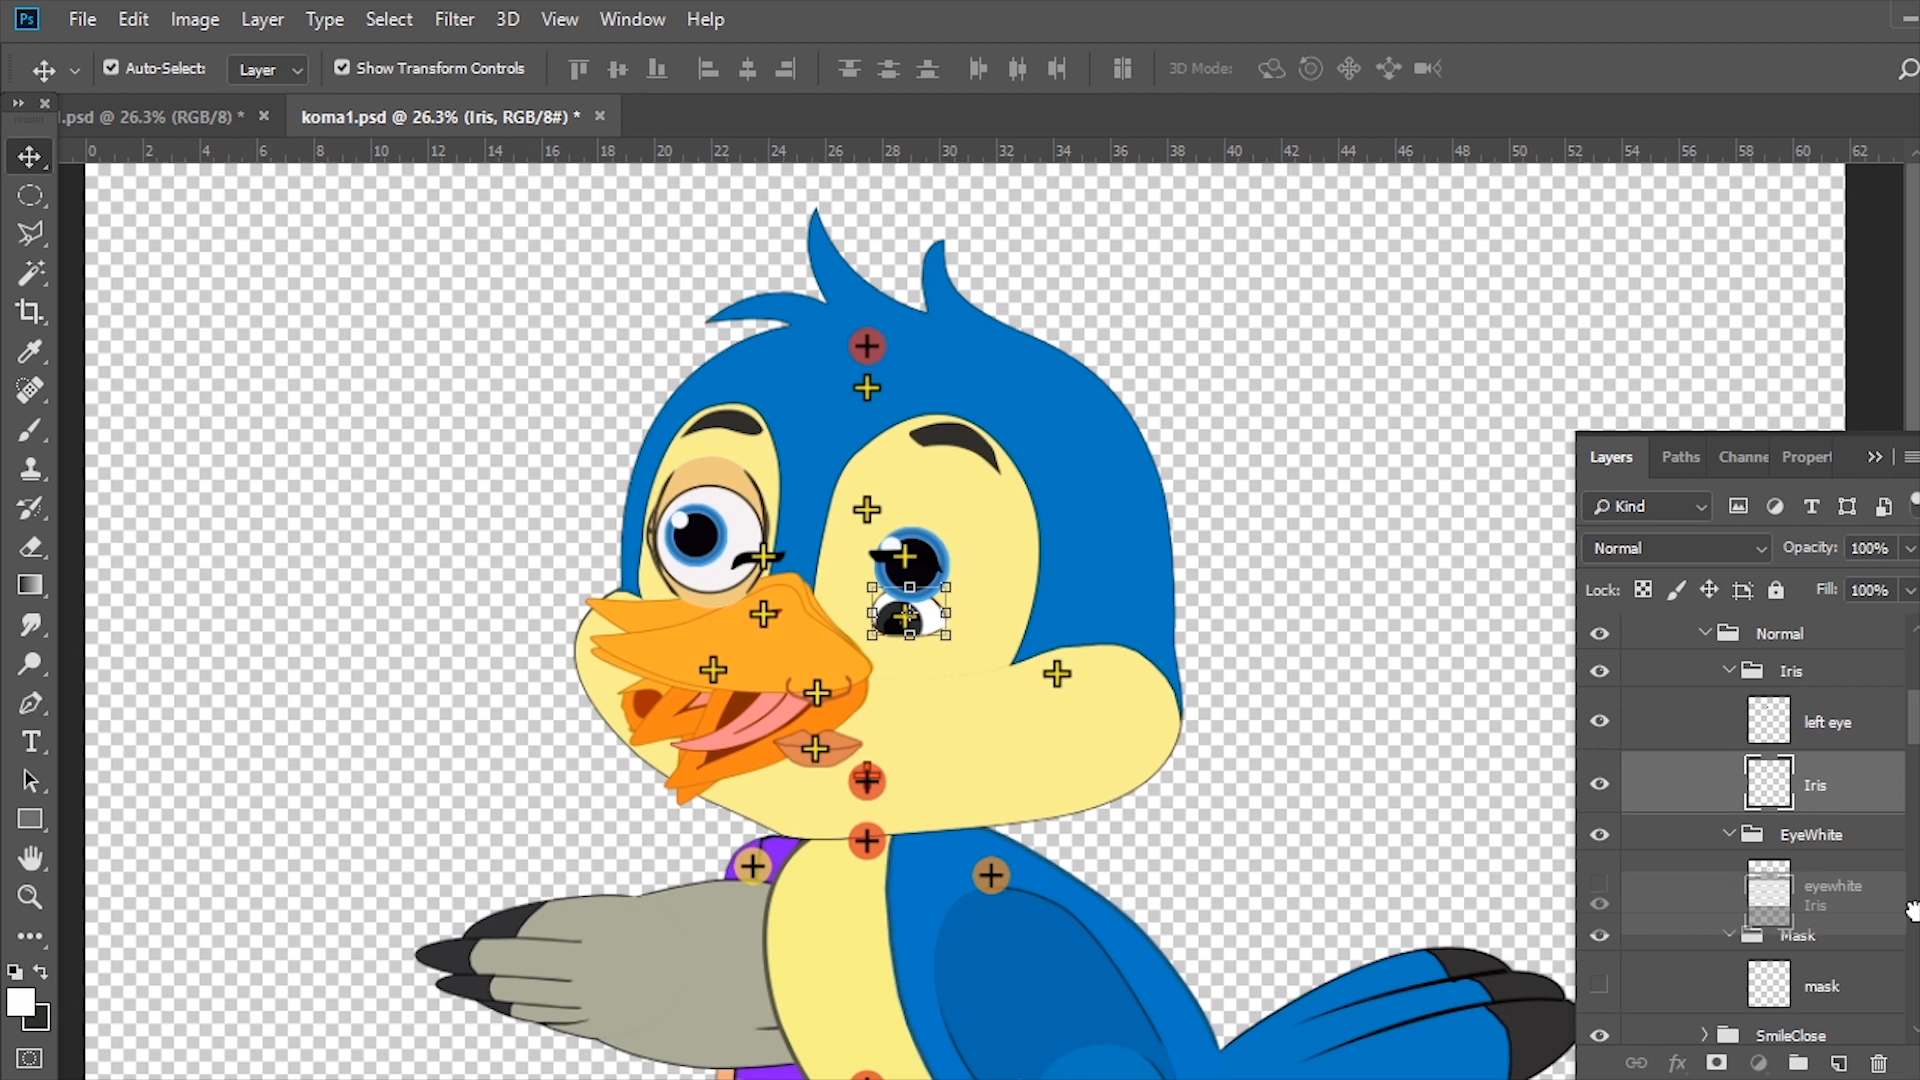 Ps File Edit Image Layer Type Select Filter 3D View Window Help
Auto-Select: Layer Show Transform Controls 3D Mode:
l.psd @ 26.3% (RGB/8) * koma1.psd @ 26.3% (Iris, RGB/8#) *
0 2 4 6 8 10 12 14 16 18 20 22 24 26 28 30 32 34 36 38 40 42 44 46 48 50 52 54 56 58 60 62
Layers Paths Channe Propert
Kind
Normal Opacity: 100%
Lock: Fill: 100%
Normal
Iris
left eye
Iris
EyeWhite
eyewhite
Iris
Mask
mask
SmileClose
fx